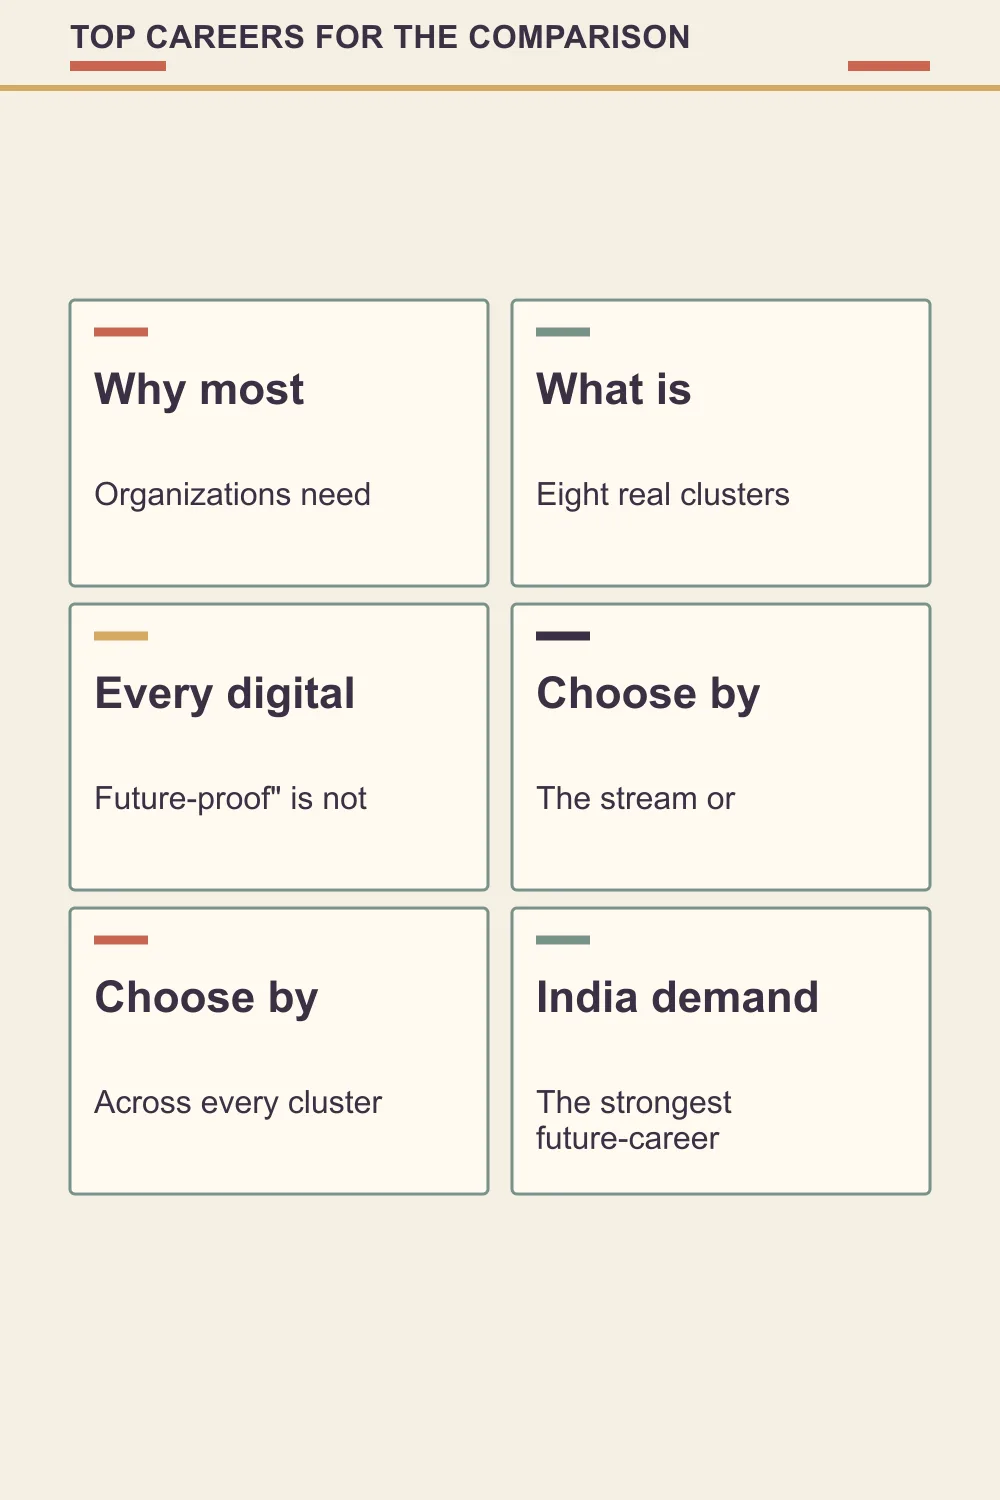 TOP CAREERS FOR THE COMPARISON
Why most
Organizations need
What is
Eight real clusters
Every digital
Future-proof" is not
Choose by
The stream or
Choose by
Across every cluster
India demand
The strongest
future-career